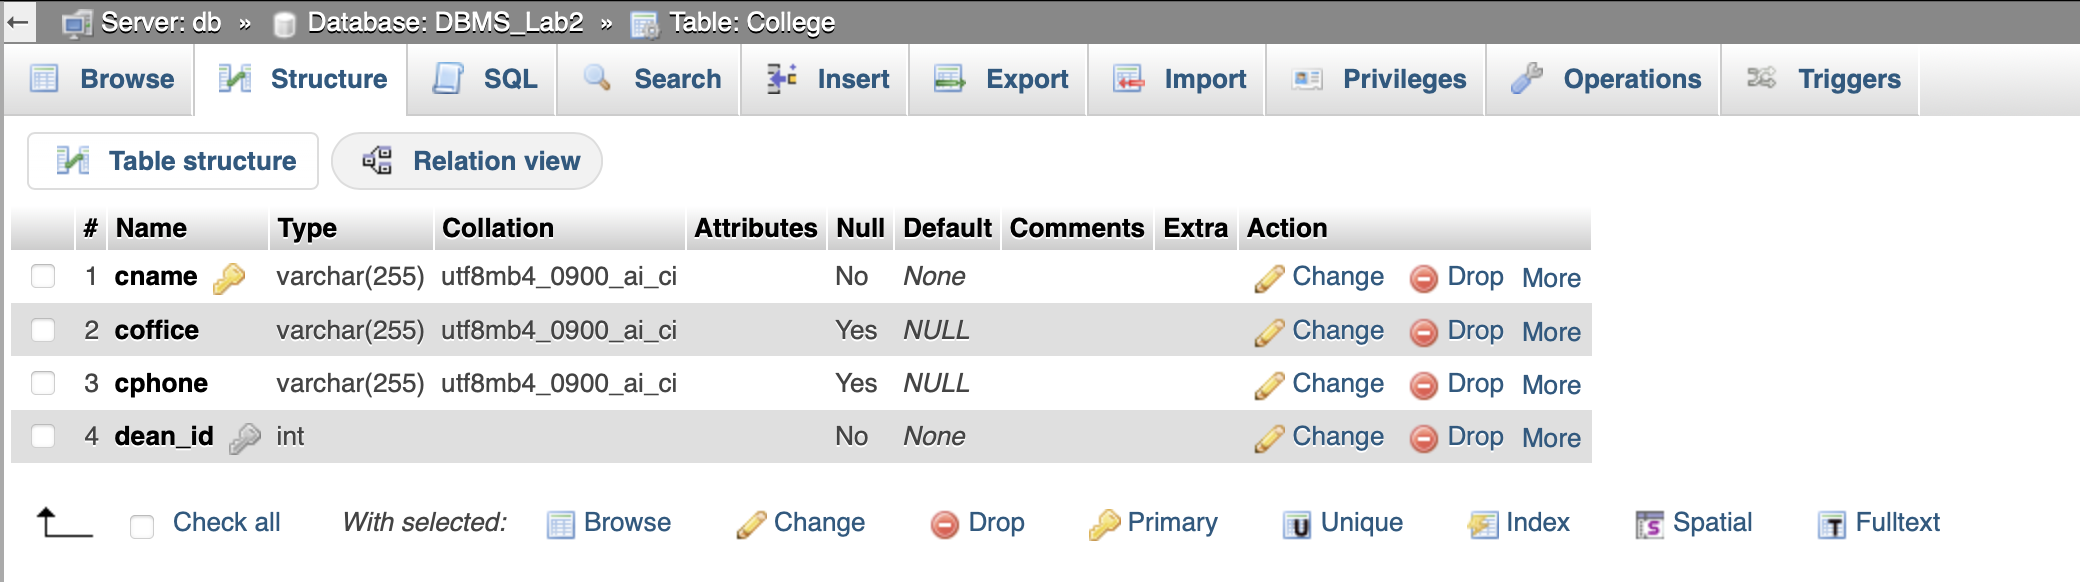 ← Server: db » Database: DBMS_Lab2 » Table: College
Browse Structure SQL Search Insert Export Import Privileges Operations Triggers
Table structure Relation view
# Name Type Collation Attributes Null Default Comments Extra Action
1 cname varchar(255) utf8mb4_0900_ai_ci No None Change Drop More
2 coffice varchar(255) utf8mb4_0900_ai_ci Yes NULL Change Drop More
3 cphone varchar(255) utf8mb4_0900_ai_ci Yes NULL Change Drop More
4 dean_id int No None Change Drop More
Check all With selected: Browse Change Drop Primary U Unique Index S Spatial T Fulltext